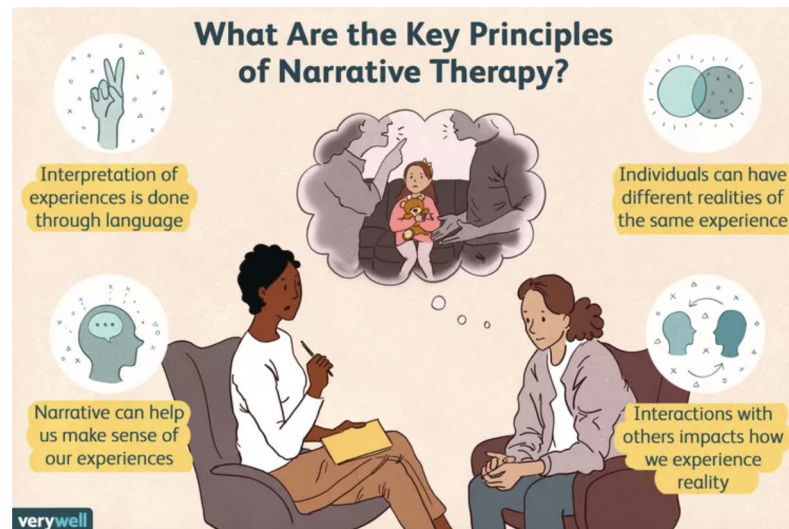 What Are the Key Principles
of Narrative Therapy?
Interpretation of
experiences is done
through language
Individuals can have
different realities of
the same experience
Narrative can help
us make sense of
our experiences
Interactions with
others impacts how
we experience
reality
verywell